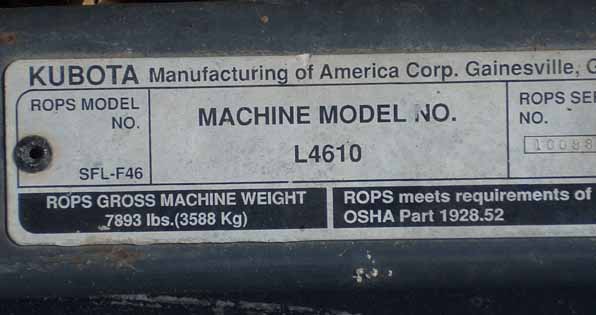 KUBOTA Manufacturing of America Corp. Gainesville, G
ROPS MODEL NO.
SFL-F46
MACHINE MODEL NO.
L4610
ROPS SE
NO.
ROPS GROSS MACHINE WEIGHT
7893 lbs.(3588 Kg)
ROPS meets requirements of
OSHA Part 1928.52